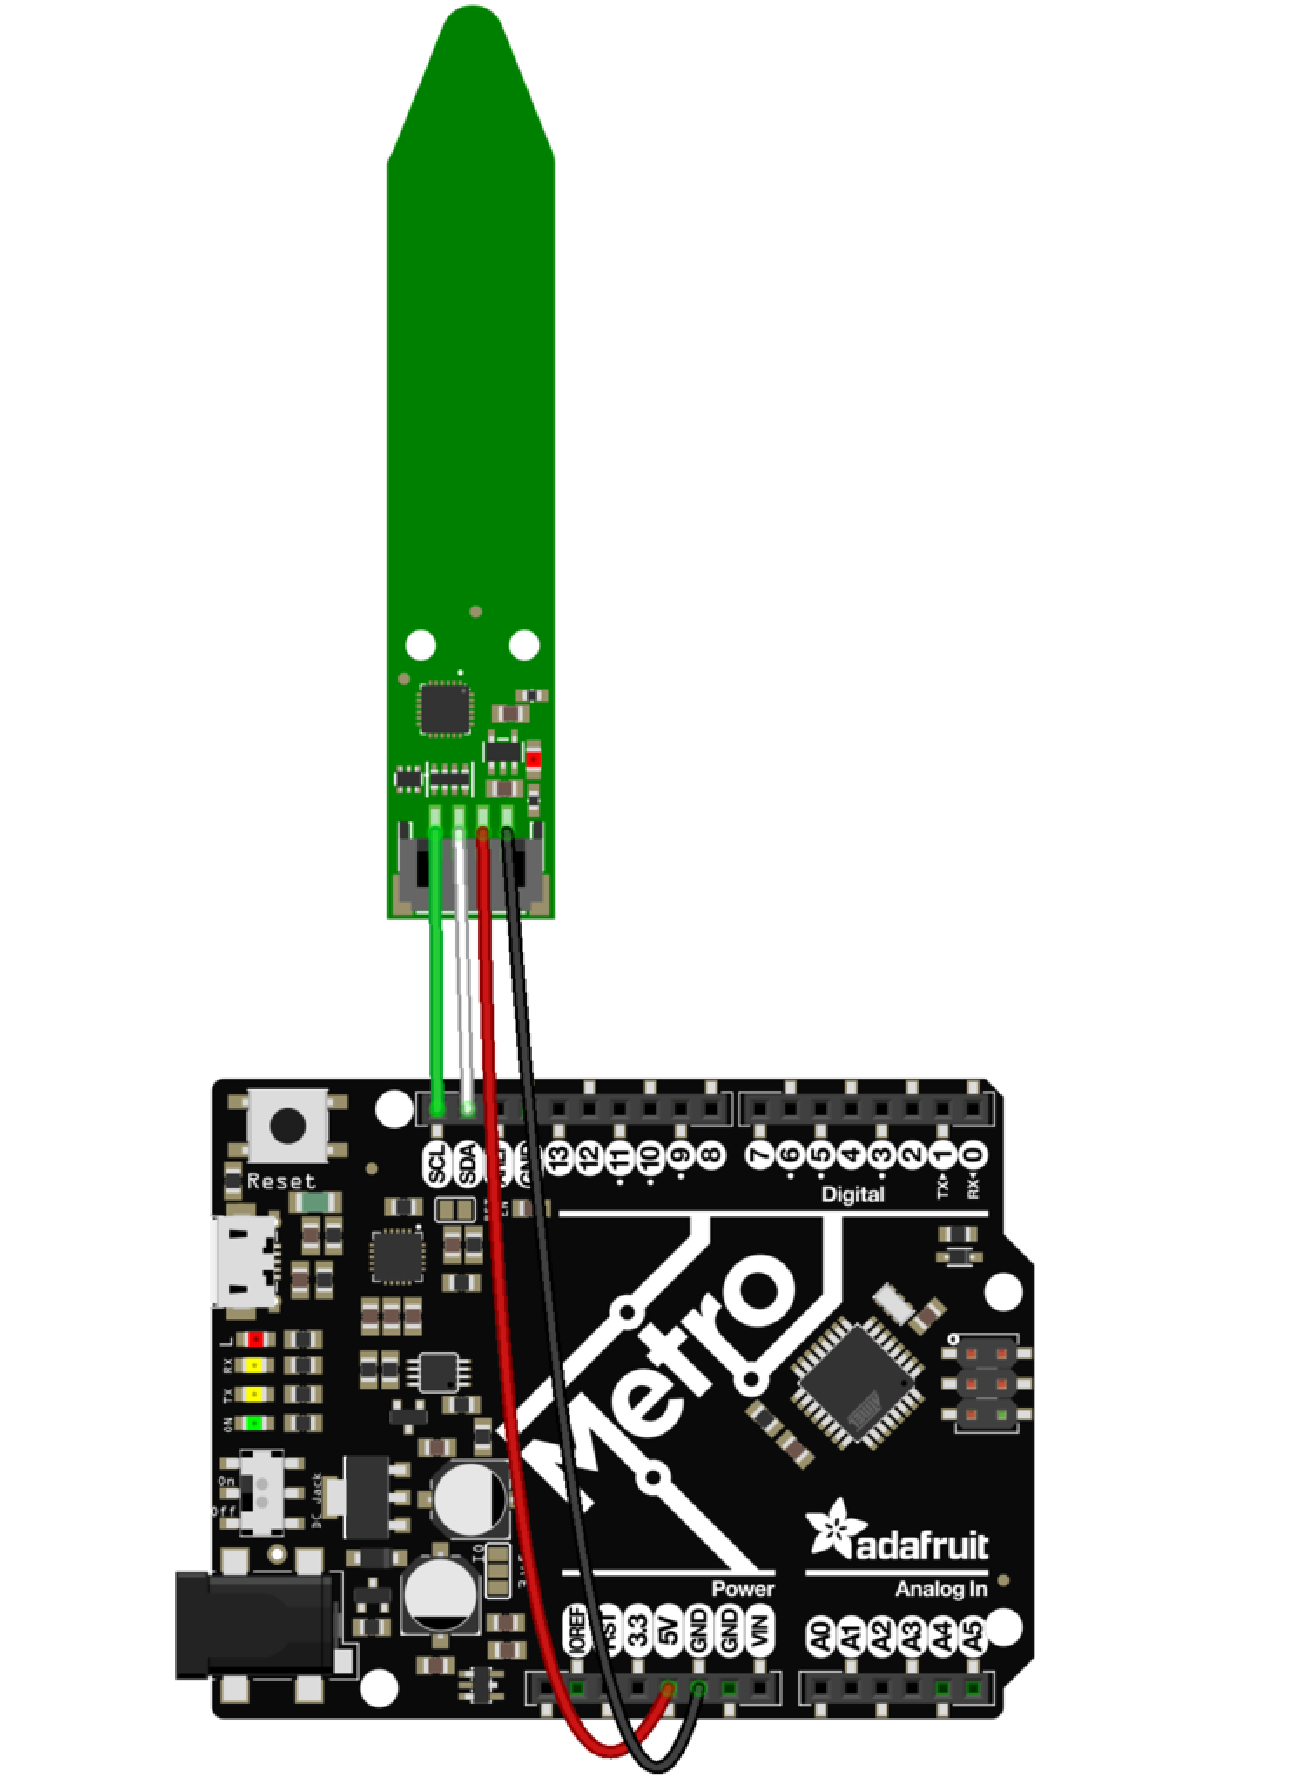 SCL SDA 13 12 11 10 9 8 7 6 5 4 3 2 1 0
TX RX
Digital
Reset
Metro
L
RX
TX
ON
On
Off
DC Jack
adafruit
Power
Analog In
IOREF RST 3.3 5V GND GND VIN A0 A1 A2 A3 A4 A5